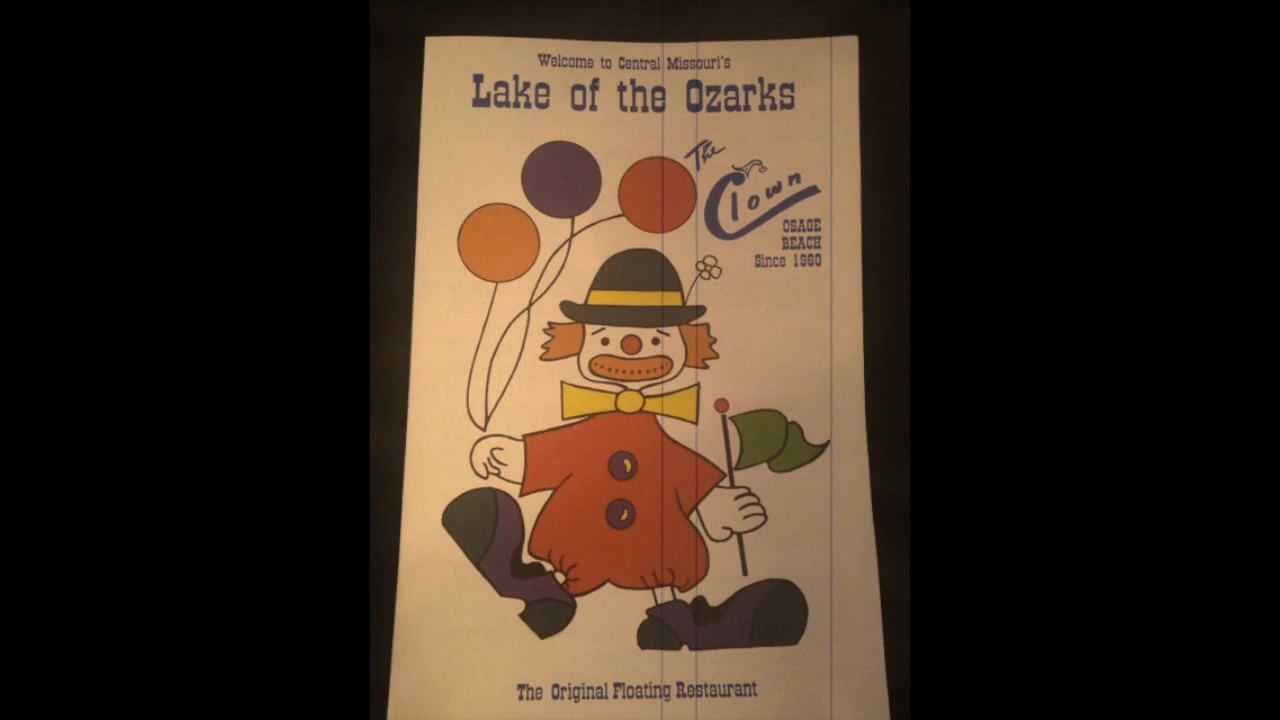 Welcome to Central Missouri's
Lake of the Ozarks
The
Clown
OSAGE
BEACH
Since 1960
The Original Floating Restaurant